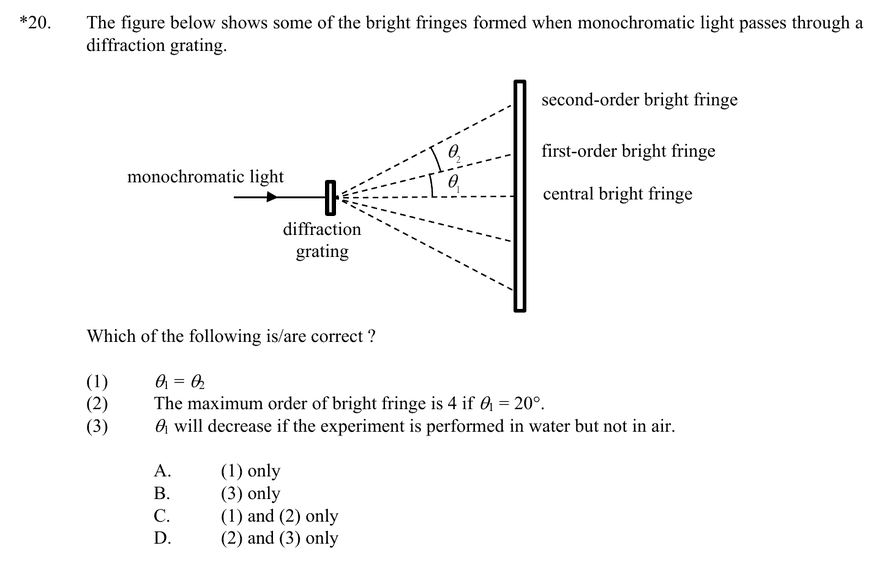 *20. The figure below shows some of the bright fringes formed when monochromatic light passes through a
diffraction grating.
second-order bright fringe
θ₂
first-order bright fringe
monochromatic light
θ₁
central bright fringe
diffraction
grating
Which of the following is/are correct ?
(1) θ₁ = θ₂
(2) The maximum order of bright fringe is 4 if θ₁ = 20°.
(3) θ₁ will decrease if the experiment is performed in water but not in air.
A. (1) only
B. (3) only
C. (1) and (2) only
D. (2) and (3) only